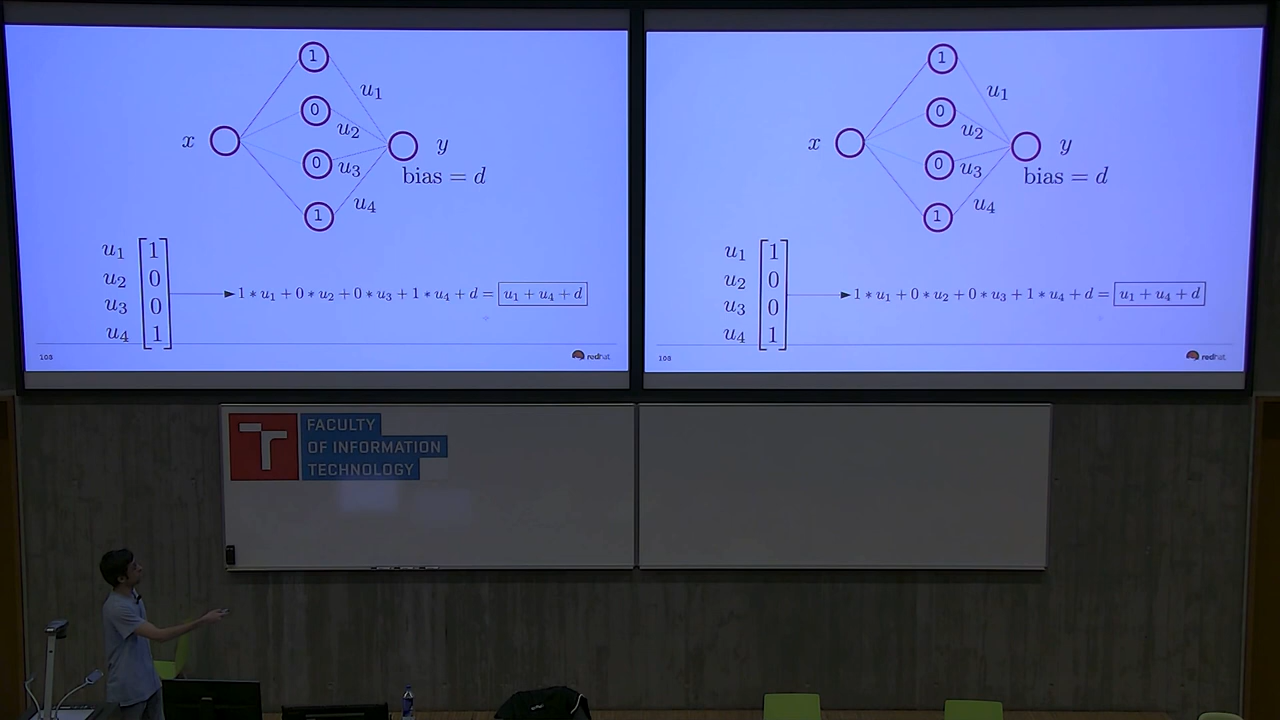 1
u₁
0
u₂
x
y
0
u₃
bias = d
u₄
1
u₁ [1]
u₂ [0]
u₃ [0]
u₄ [1]
1 * u₁ + 0 * u₂ + 0 * u₃ + 1 * u₄ + d = u₁ + u₄ + d
108
redhat.
1
u₁
0
u₂
x
y
0
u₃
bias = d
u₄
1
u₁ [1]
u₂ [0]
u₃ [0]
u₄ [1]
1 * u₁ + 0 * u₂ + 0 * u₃ + 1 * u₄ + d = u₁ + u₄ + d
108
redhat.
T
FACULTY
OF INFORMATION
TECHNOLOGY